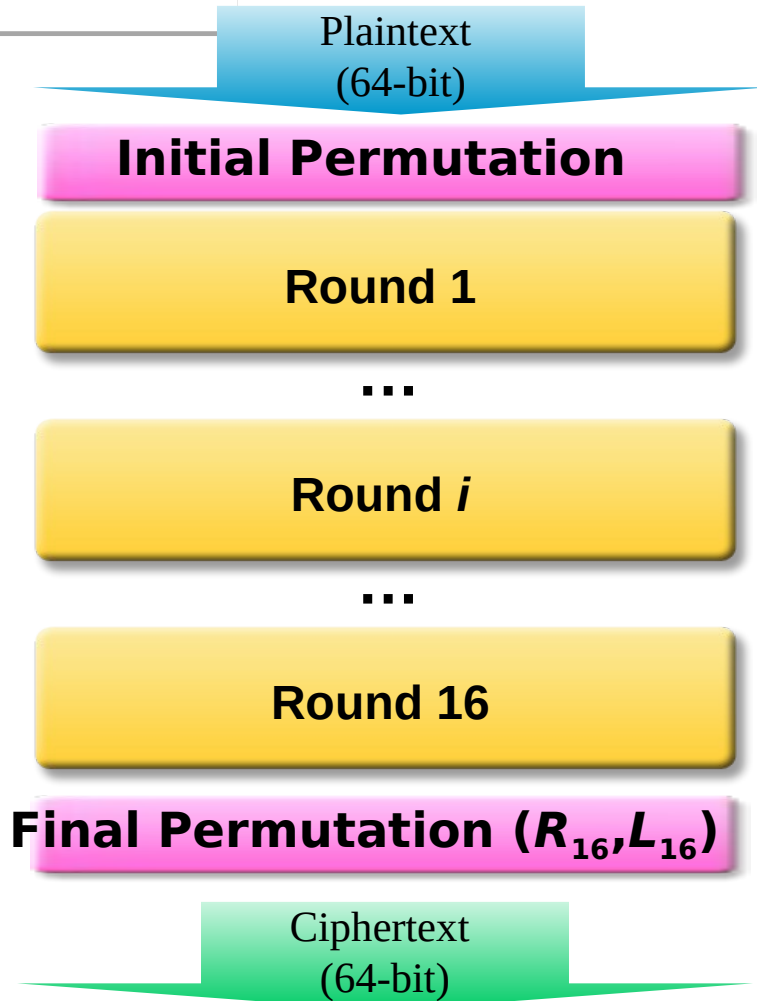 Plaintext
(64-bit)
Initial Permutation
Round 1
...
Round i
...
Round 16
Final Permutation (R16,L16)
Ciphertext
(64-bit)